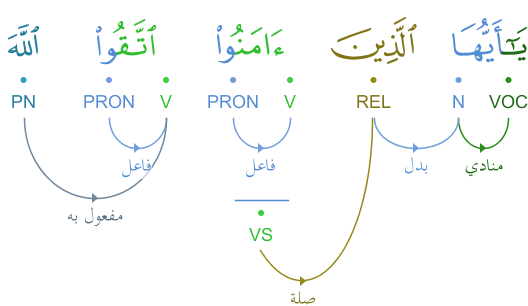 يَـٰٓأَيُّهَا ٱلَّذِينَ ءَامَنُوا۟ ٱتَّقُوا۟ ٱللَّهَ
VOC N REL V PRON V PRON PN
منادي بدل فاعل فاعل
مفعول به
VS
صلة